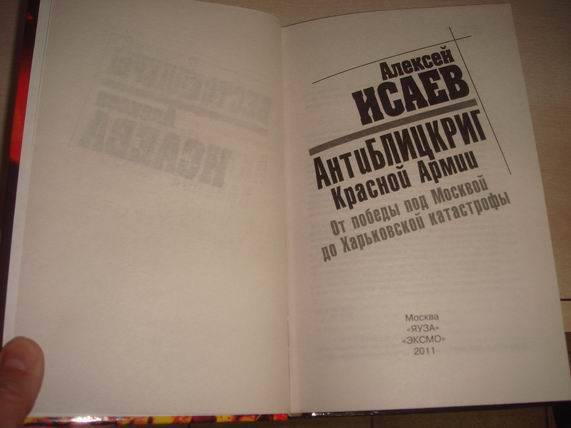 Алексей
ИСАЕВ
АнтиБЛИЦКРИГ
Красной Армии
От победы под Москвой
до Харьковской катастрофы
Москва
«ЯУЗА»
«ЭКСМО»
2011